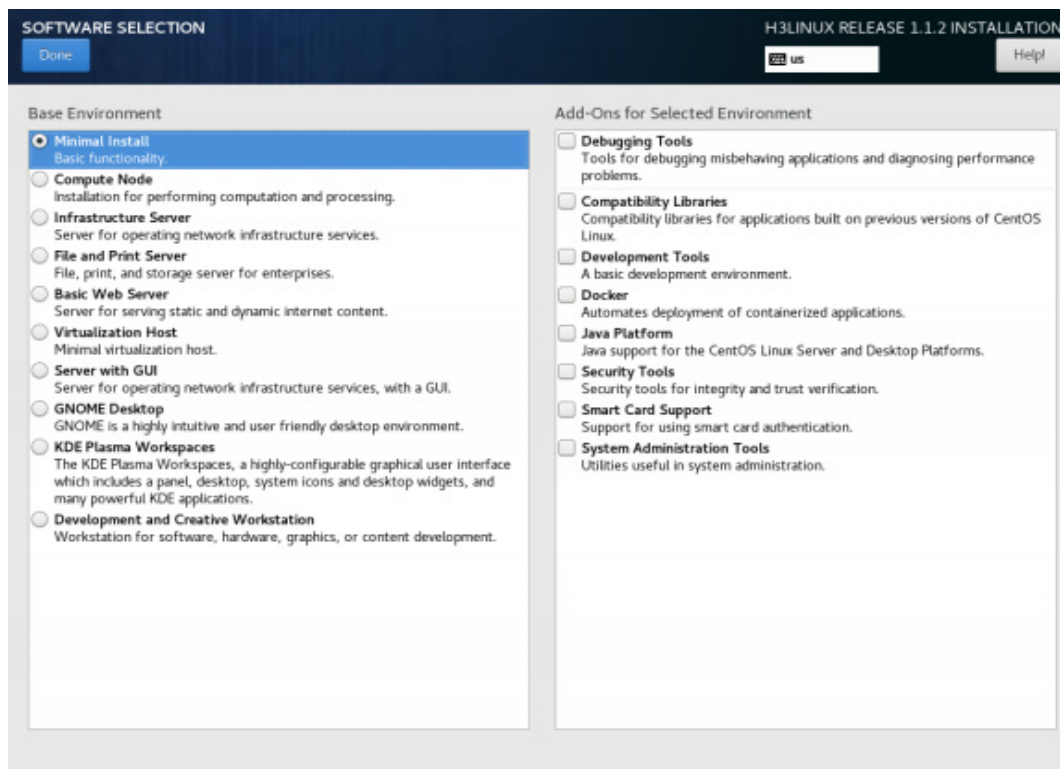 SOFTWARE SELECTION
H3LINUX RELEASE 1.1.2 INSTALLATION
Done
us
Help!
Base Environment
Minimal Install
Basic functionality.
Compute Node
Installation for performing computation and processing.
Infrastructure Server
Server for operating network infrastructure services.
File and Print Server
File, print, and storage server for enterprises.
Basic Web Server
Server for serving static and dynamic internet content.
Virtualization Host
Minimal virtualization host.
Server with GUI
Server for operating network infrastructure services, with a GUI.
GNOME Desktop
GNOME is a highly intuitive and user friendly desktop environment.
KDE Plasma Workspaces
The KDE Plasma Workspaces, a highly-configurable graphical user interface
which includes a panel, desktop, system icons and desktop widgets, and
many powerful KDE applications.
Development and Creative Workstation
Workstation for software, hardware, graphics, or content development.
Add-Ons for Selected Environment
Debugging Tools
Tools for debugging misbehaving applications and diagnosing performance
problems.
Compatibility Libraries
Compatibility libraries for applications built on previous versions of CentOS
Linux.
Development Tools
A basic development environment.
Docker
Automates deployment of containerized applications.
Java Platform
Java support for the CentOS Linux Server and Desktop Platforms.
Security Tools
Security tools for integrity and trust verification.
Smart Card Support
Support for using smart card authentication.
System Administration Tools
Utilities useful in system administration.